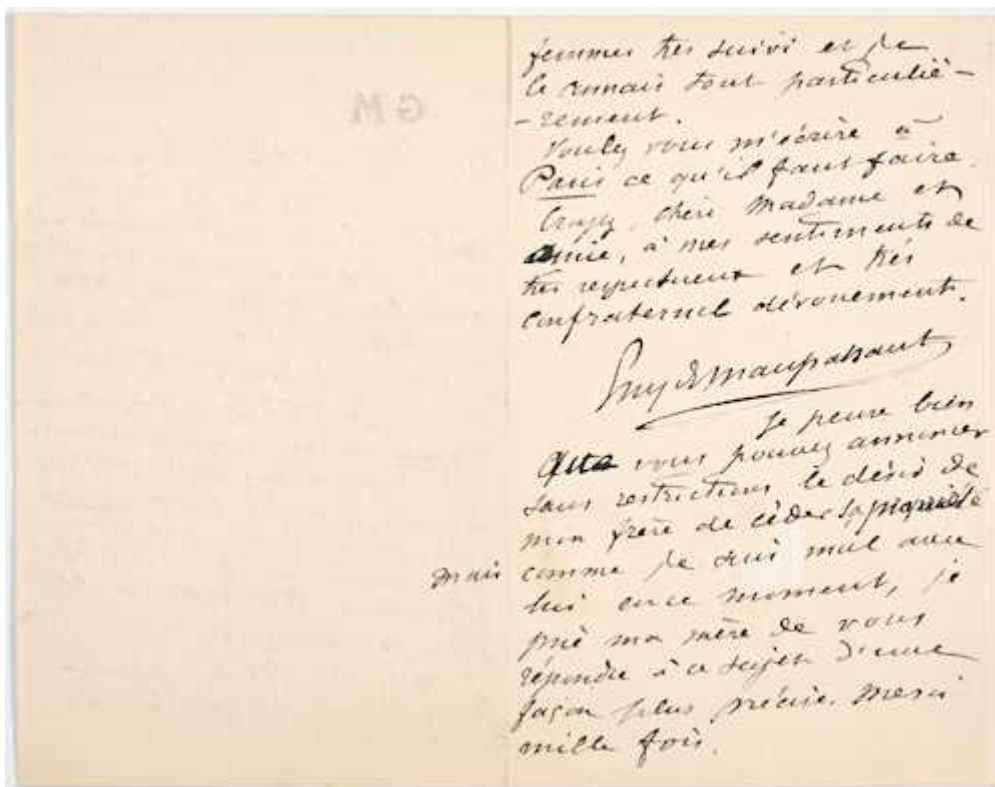 GM
femmes très suivi et je
le connais tout particuliè-
-rement.
Voulez vous m'écrire à
Paris ce qu'il faut faire.
Croyez, chère Madame et
amie, à mes sentiments de
très respectueux et très
confraternel dévouement.
Guy de Maupassant
Je pense bien
que vous pouvez annoncer
sans restrictions le désir de
mon frère de céder sa propriété
mais comme je suis mal avec
lui en ce moment, je
prie ma mère de vous
répondre à ce sujet d'une
façon plus précise. Merci
mille fois.